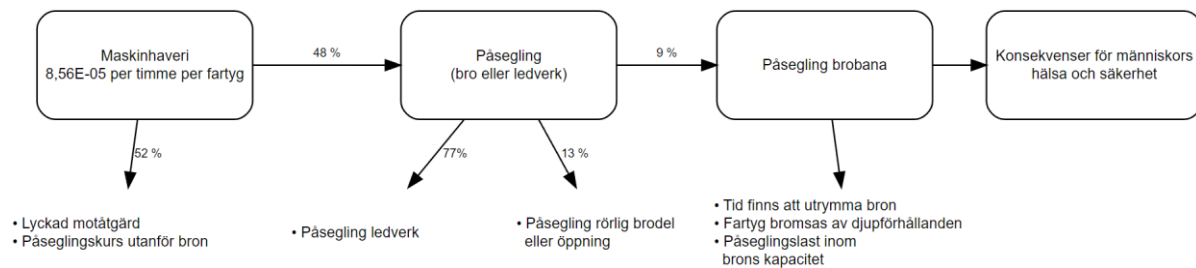 Maskinhaveri
8,56E-05 per timme per fartyg
48 %
Påsegling
(bro eller ledverk)
9 %
Påsegling brobana
Konsekvenser för människors
hälsa och säkerhet
52 %
77%
13 %
• Lyckad motåtgärd
• Påseglingskurs utanför bron
• Påsegling ledverk
• Påsegling rörlig brodel
eller öppning
• Tid finns att utrymma bron
• Fartyg bromsas av djupförhållanden
• Påseglingslast inom
brons kapacitet